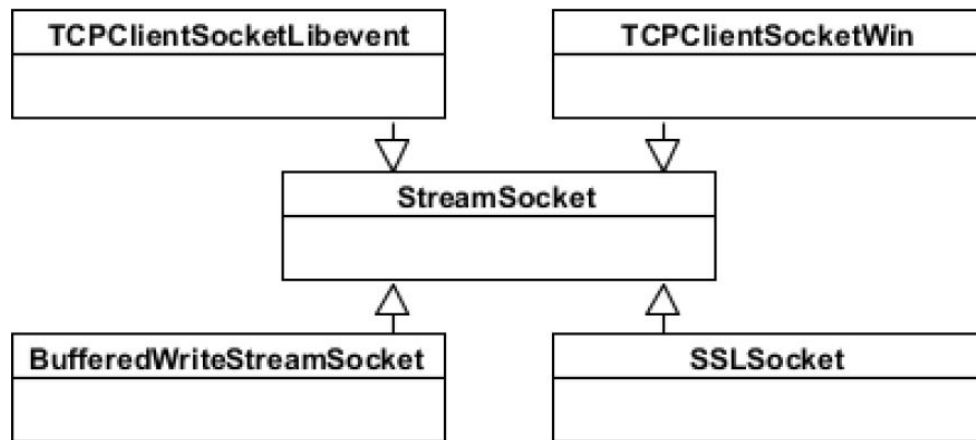 TCPClientSocketLibevent
TCPClientSocketWin
StreamSocket
BufferedWriteStreamSocket
SSLSocket